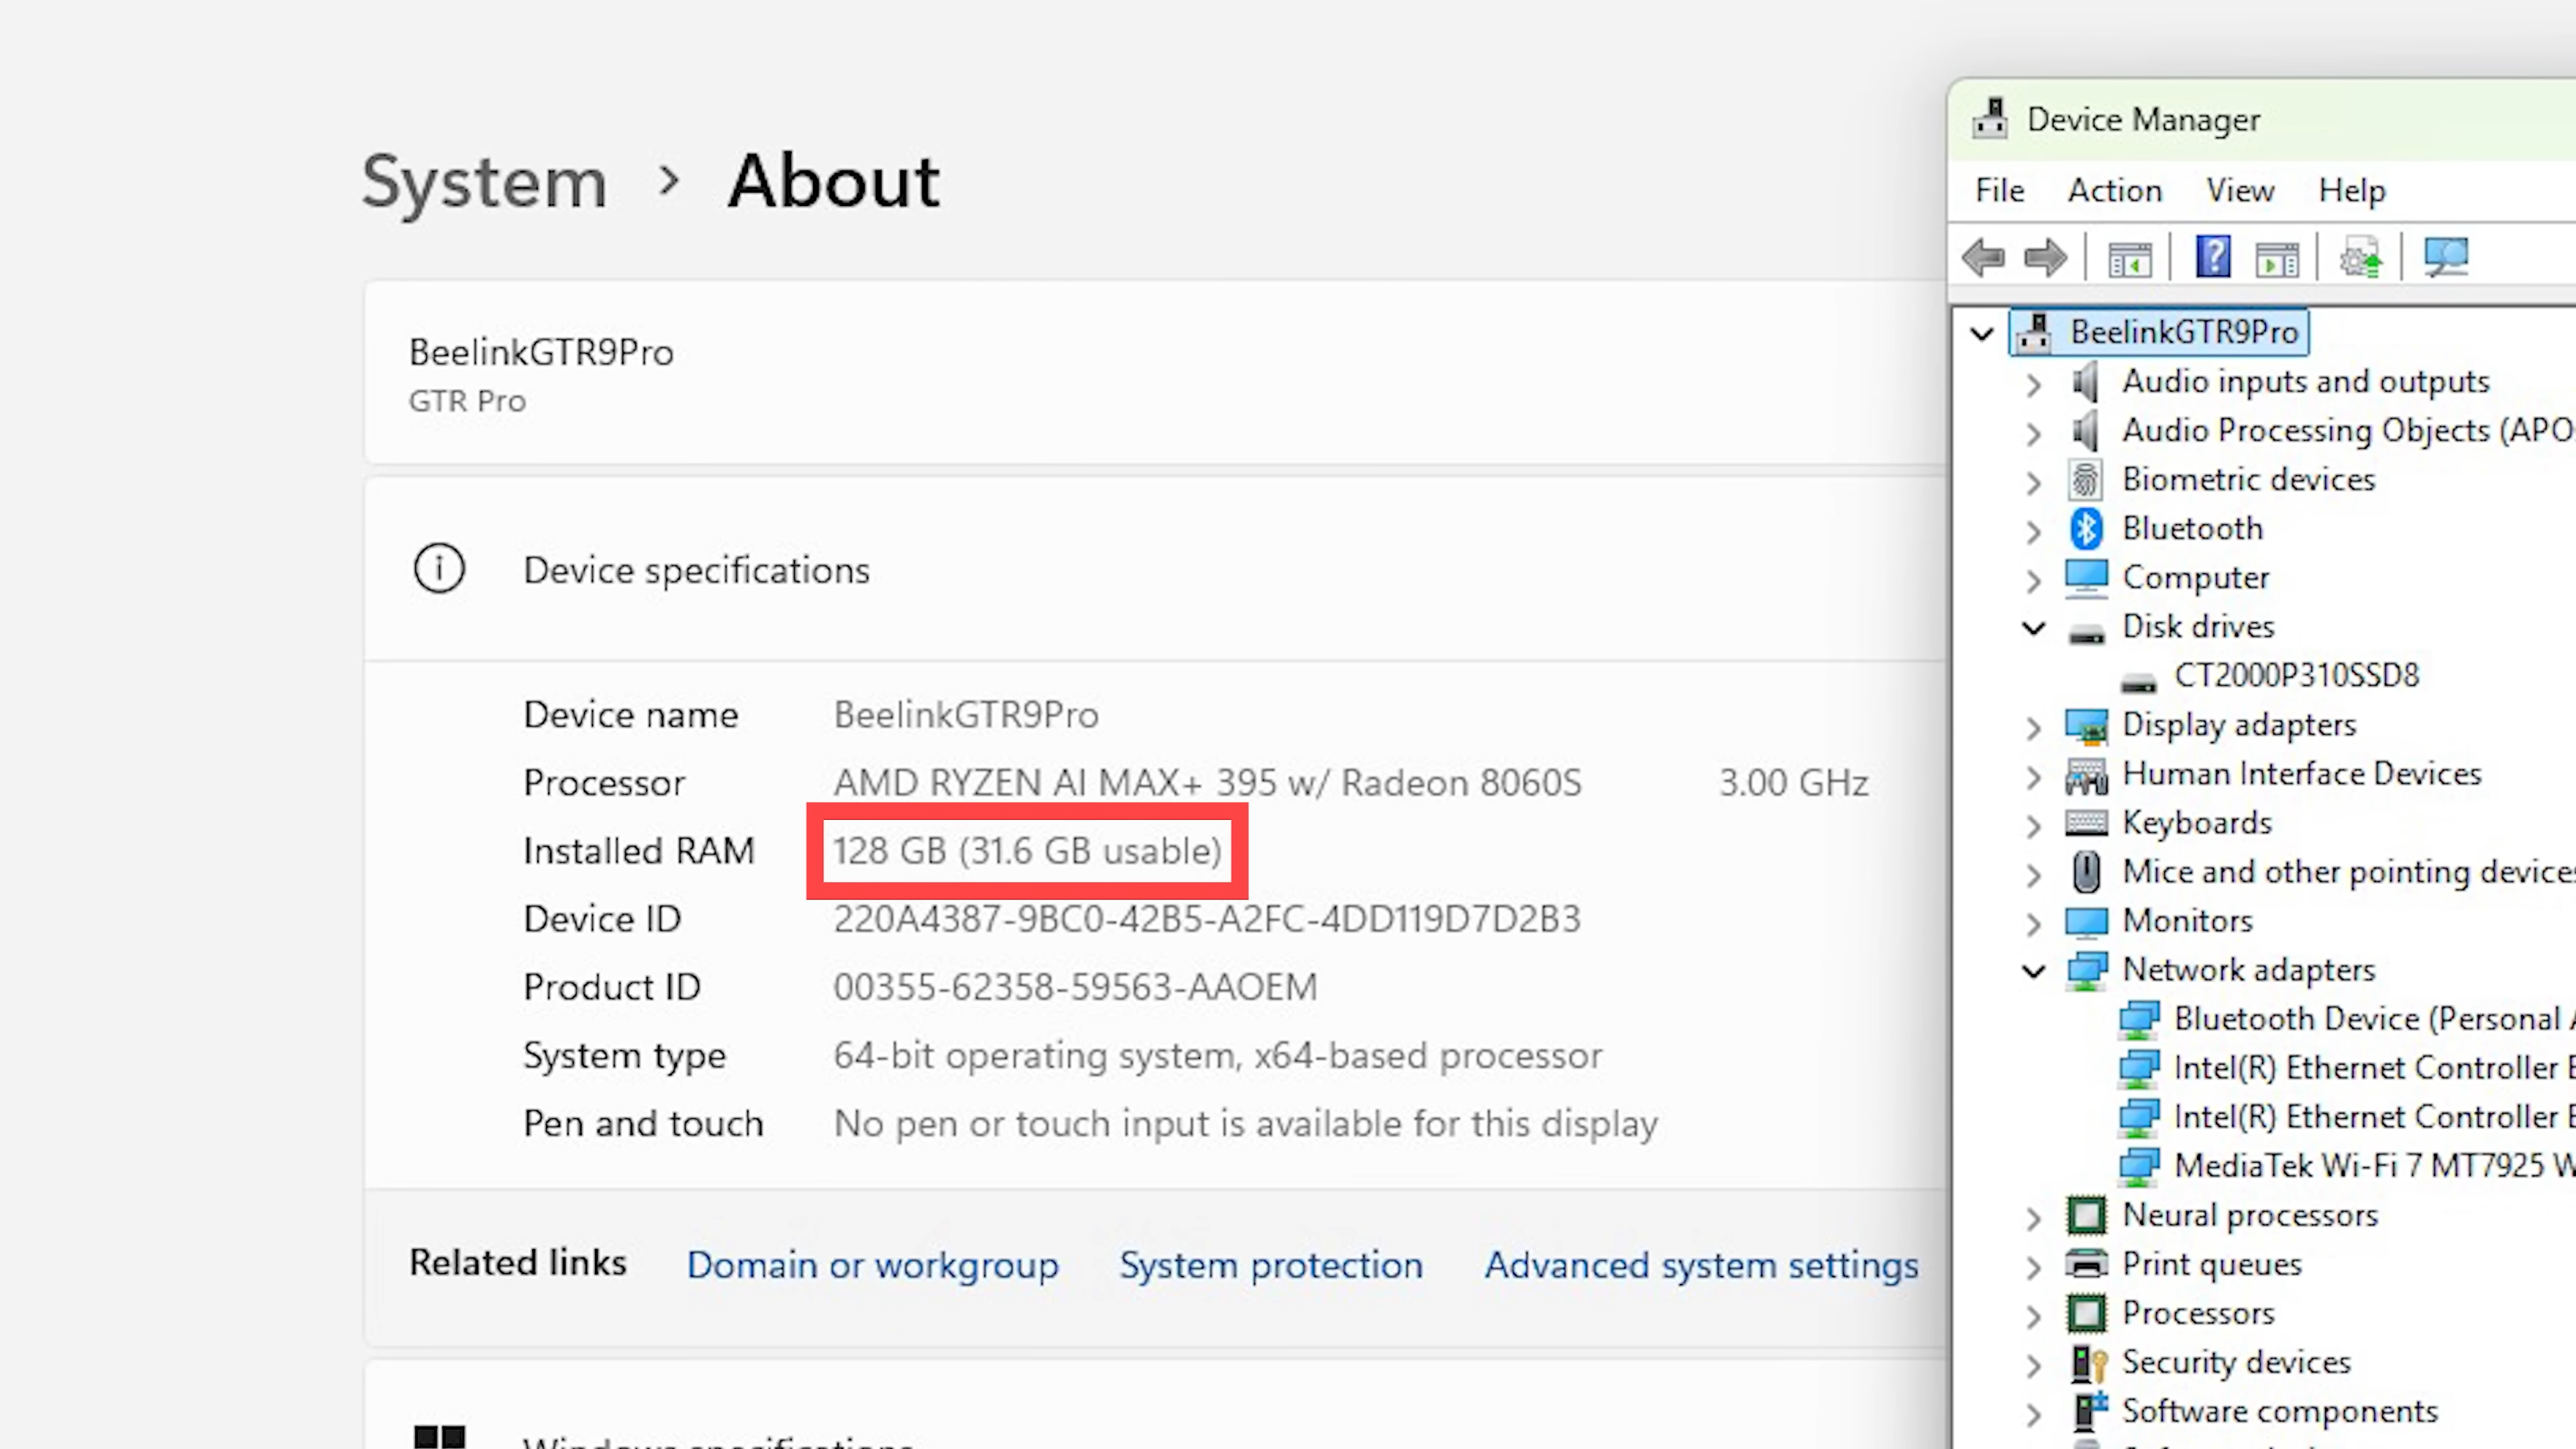 System > About
BeelinkGTR9Pro
GTR Pro
Device specifications
Device name BeelinkGTR9Pro
Processor AMD RYZEN AI MAX+ 395 w/ Radeon 8060S 3.00 GHz
Installed RAM 128 GB (31.6 GB usable)
Device ID 220A4387-9BC0-42B5-A2FC-4DD119D7D2B3
Product ID 00355-62358-59563-AAOEM
System type 64-bit operating system, x64-based processor
Pen and touch No pen or touch input is available for this display
Related links Domain or workgroup System protection Advanced system settings
Windows specifications
Device Manager
File Action View Help
BeelinkGTR9Pro
Audio inputs and outputs
Audio Processing Objects (APO
Biometric devices
Bluetooth
Computer
Disk drives
CT2000P310SSD8
Display adapters
Human Interface Devices
Keyboards
Mice and other pointing devices
Monitors
Network adapters
Bluetooth Device (Personal
Intel(R) Ethernet Controller
Intel(R) Ethernet Controller
MediaTek Wi-Fi 7 MT7925
Neural processors
Print queues
Processors
Security devices
Software components